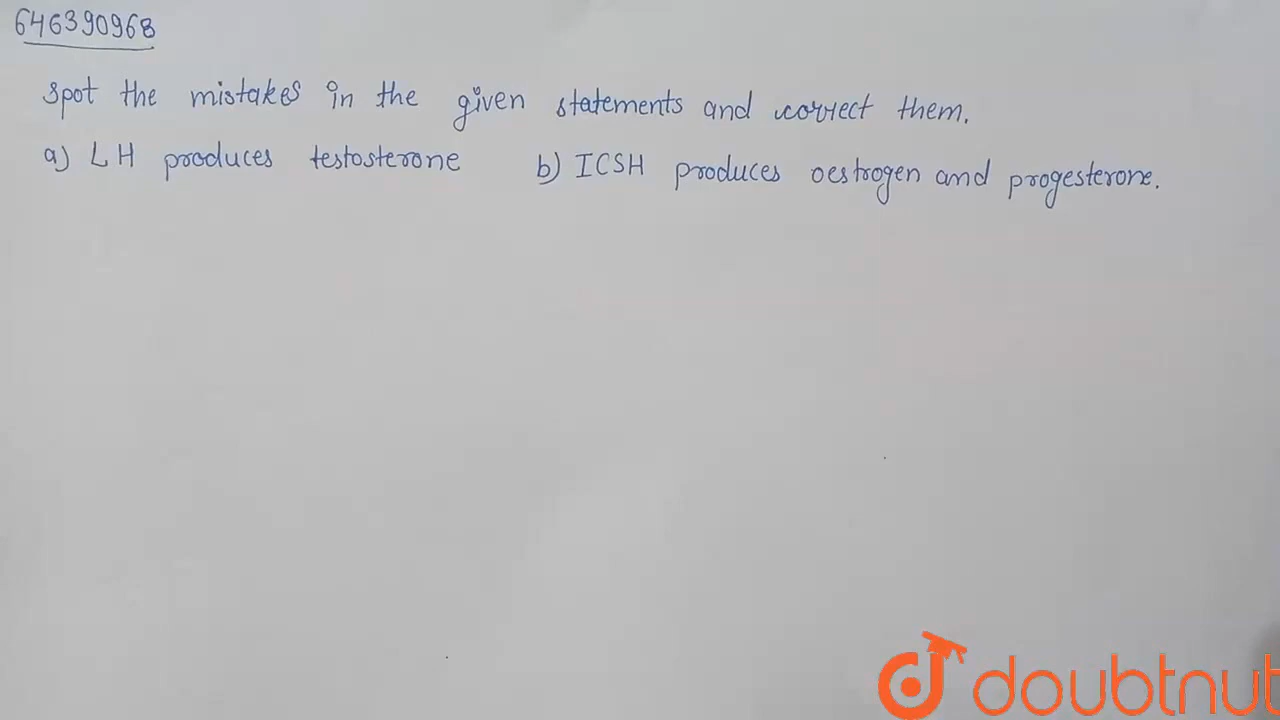 646390968
Spot the mistakes in the given statements and correct them.
a) LH produces testosterone b) ICSH produces oestrogen and progesterone.
doubtnut